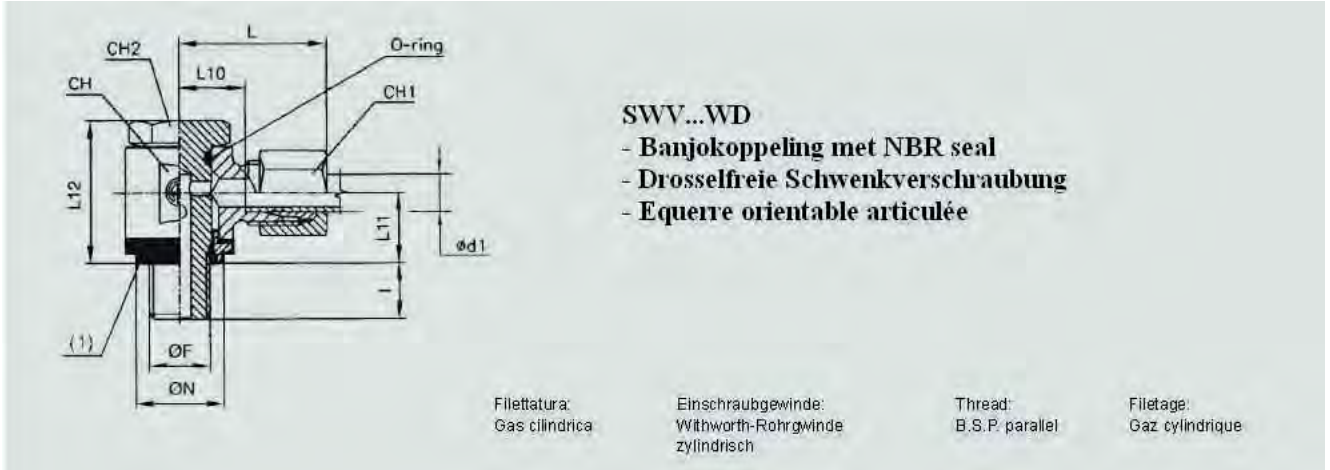 L
O-ring
CH2
L10
CH
CH1
L12
L11
ød1
l
(1)
ØF
ØN
SWV...WD
- Banjokoppeling met NBR seal
- Drosselfreie Schwenkverschraubung
- Equerre orientable articulée
Filettatura:
Gas cilindrica
Einschraubgewinde:
Withworth-Rohrgwinde
zylindrisch
Thread:
B.S.P. parallel
Filetage:
Gaz cylindrique